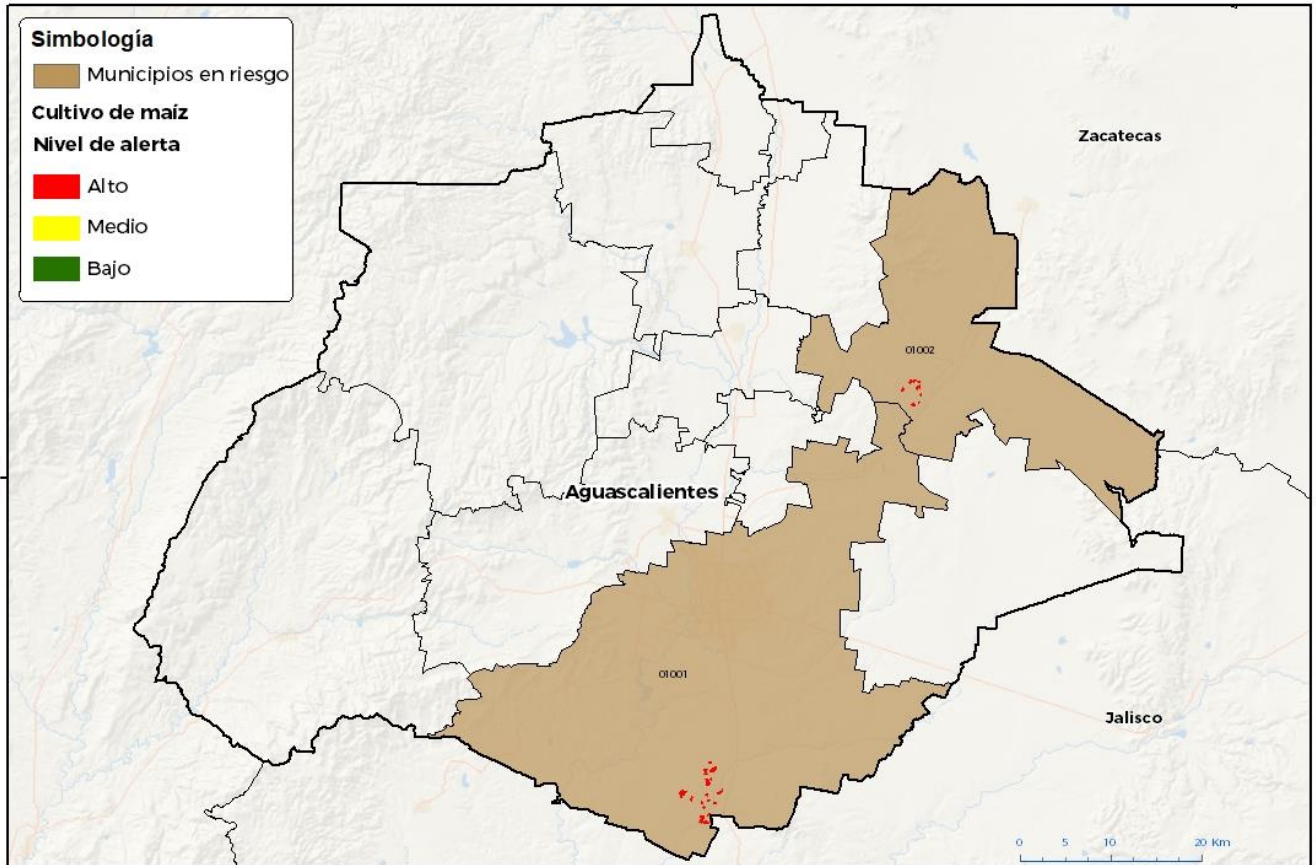 Simbología
Municipios en riesgo
Cultivo de maíz
Nivel de alerta
Alto
Medio
Bajo
Zacatecas
01002
Aguascalientes
01001
Jalisco
0 5 10 20 Km